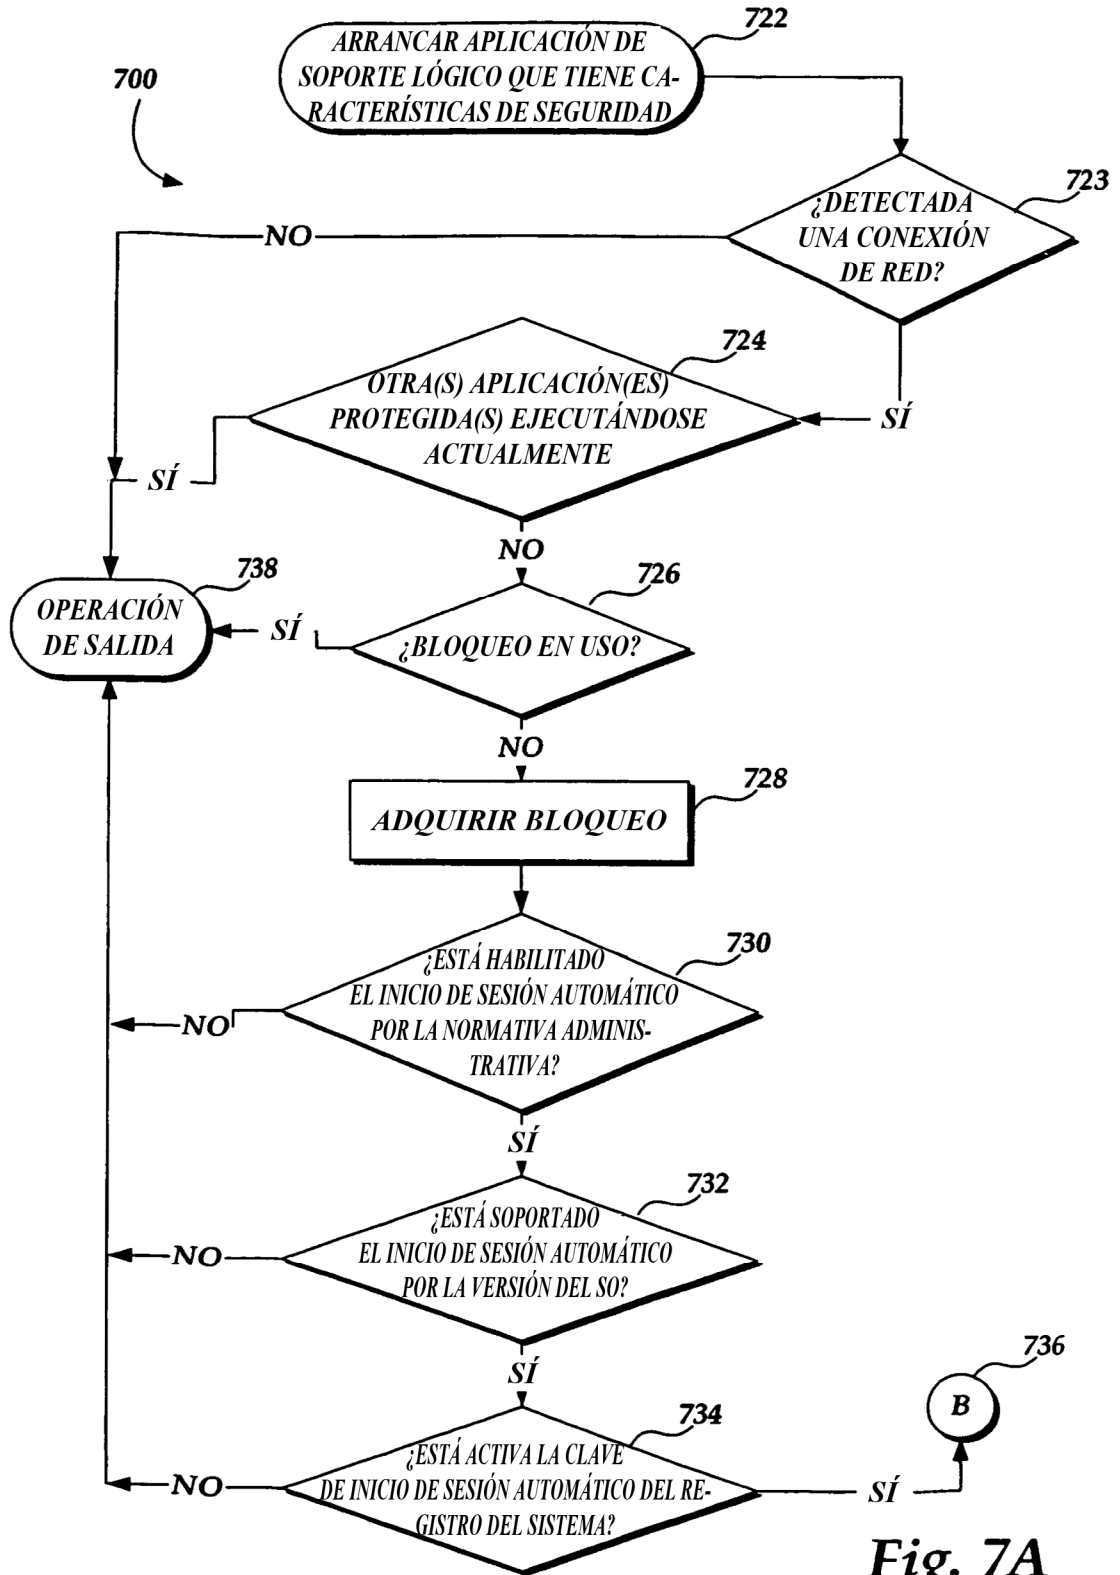 722
ARRANCAR APLICACIÓN DE
SOPORTE LÓGICO QUE TIENE CA-
RACTERÍSTICAS DE SEGURIDAD
700
723
¿DETECTADA
UNA CONEXIÓN
DE RED?
NO
724
OTRA(S) APLICACIÓN(ES)
PROTEGIDA(S) EJECUTÁNDOSE
ACTUALMENTE
SÍ
SÍ
NO
738
OPERACIÓN
DE SALIDA
726
SÍ
¿BLOQUEO EN USO?
NO
728
ADQUIRIR BLOQUEO
730
¿ESTÁ HABILITADO
EL INICIO DE SESIÓN AUTOMÁTICO
POR LA NORMATIVA ADMINIS-
TRATIVA?
NO
SÍ
732
¿ESTÁ SOPORTADO
EL INICIO DE SESIÓN AUTOMÁTICO
POR LA VERSIÓN DEL SO?
NO
SÍ
736
B
734
¿ESTÁ ACTIVA LA CLAVE
DE INICIO DE SESIÓN AUTOMÁTICO DEL RE-
GISTRO DEL SISTEMA?
NO
SÍ
Fig. 7A